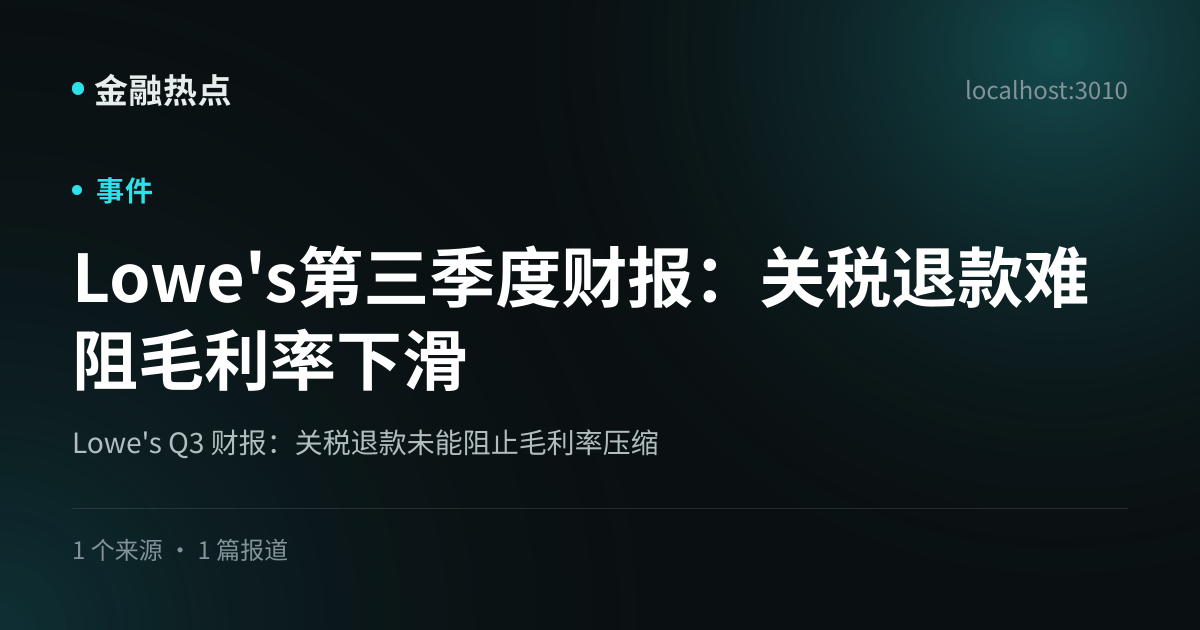 金融热点
localhost:3010
事件
Lowe's第三季度财报：关税退款难
阻毛利率下滑
Lowe's Q3 财报：关税退款未能阻止毛利率压缩
1 个来源 · 1 篇报道